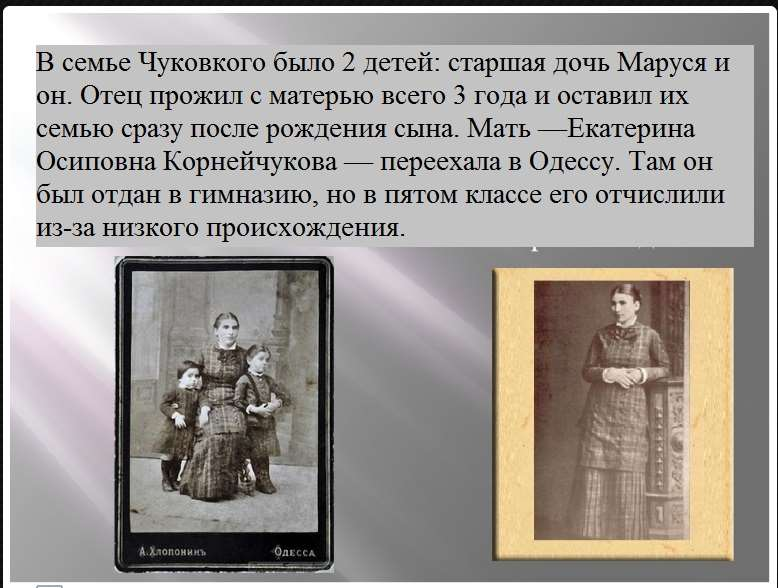 В семье Чуковкого было 2 детей: старшая дочь Маруся и
он. Отец прожил с матерью всего 3 года и оставил их
семью сразу после рождения сына. Мать —Екатерина
Осиповна Корнейчукова — переехала в Одессу. Там он
был отдан в гимназию, но в пятом классе его отчислили
из-за низкого происхождения.
А.Хлопонинъ Одесса